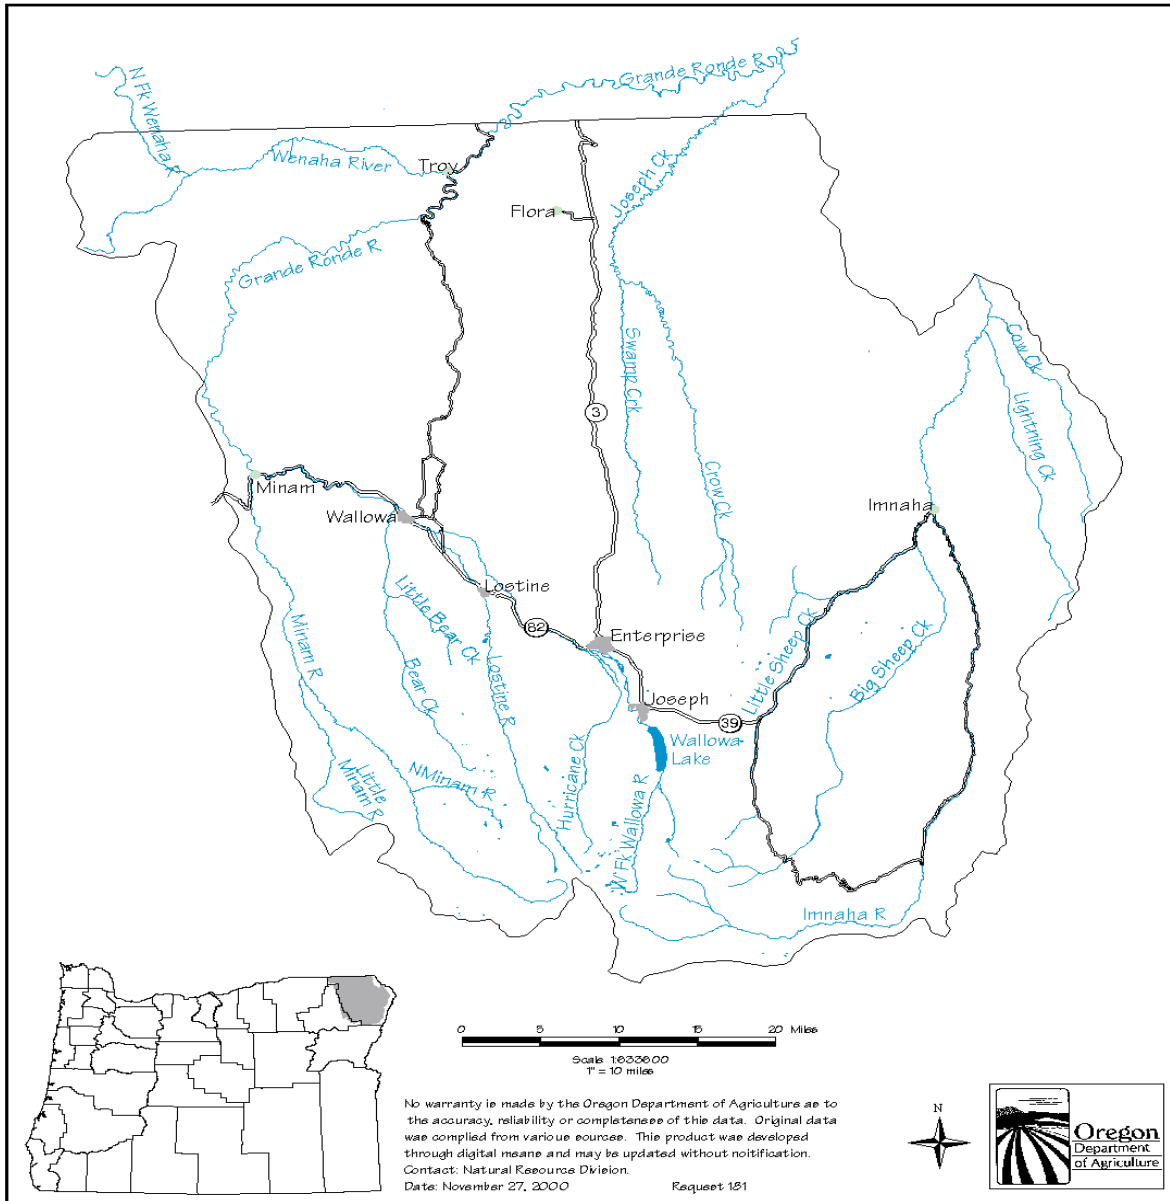 Grande Ronde R
N Fk Wenaha R
Wenaha River
Troy
Joseph Ck
Flora
Grande Ronde R
Swamp Crk
Cow Ck
Lightning Ck
3
Crow Ck
Minam
Wallowa
Imnaha
Lostine
Little Bear Ck
82
Enterprise
Minam R
Bear Ck
Lostine R
Little Sheep Ck
Big Sheep Ck
Joseph
39
Wallowa
Lake
Little
Minam R
N Minam R
Hurricane Ck
W Fk Wallowa R
Imnaha R
0 5 10 15 20 Miles
Scale 1:633600
1" = 10 miles
No warranty is made by the Oregon Department of Agriculture as to
the accuracy, reliability or completeness of this data. Original data
was complied from various sources. This product was developed
through digital means and may be updated without noitification.
Contact: Natural Resource Division.
Date: November 27, 2000 Request 181
N
Oregon
Department
of Agriculture